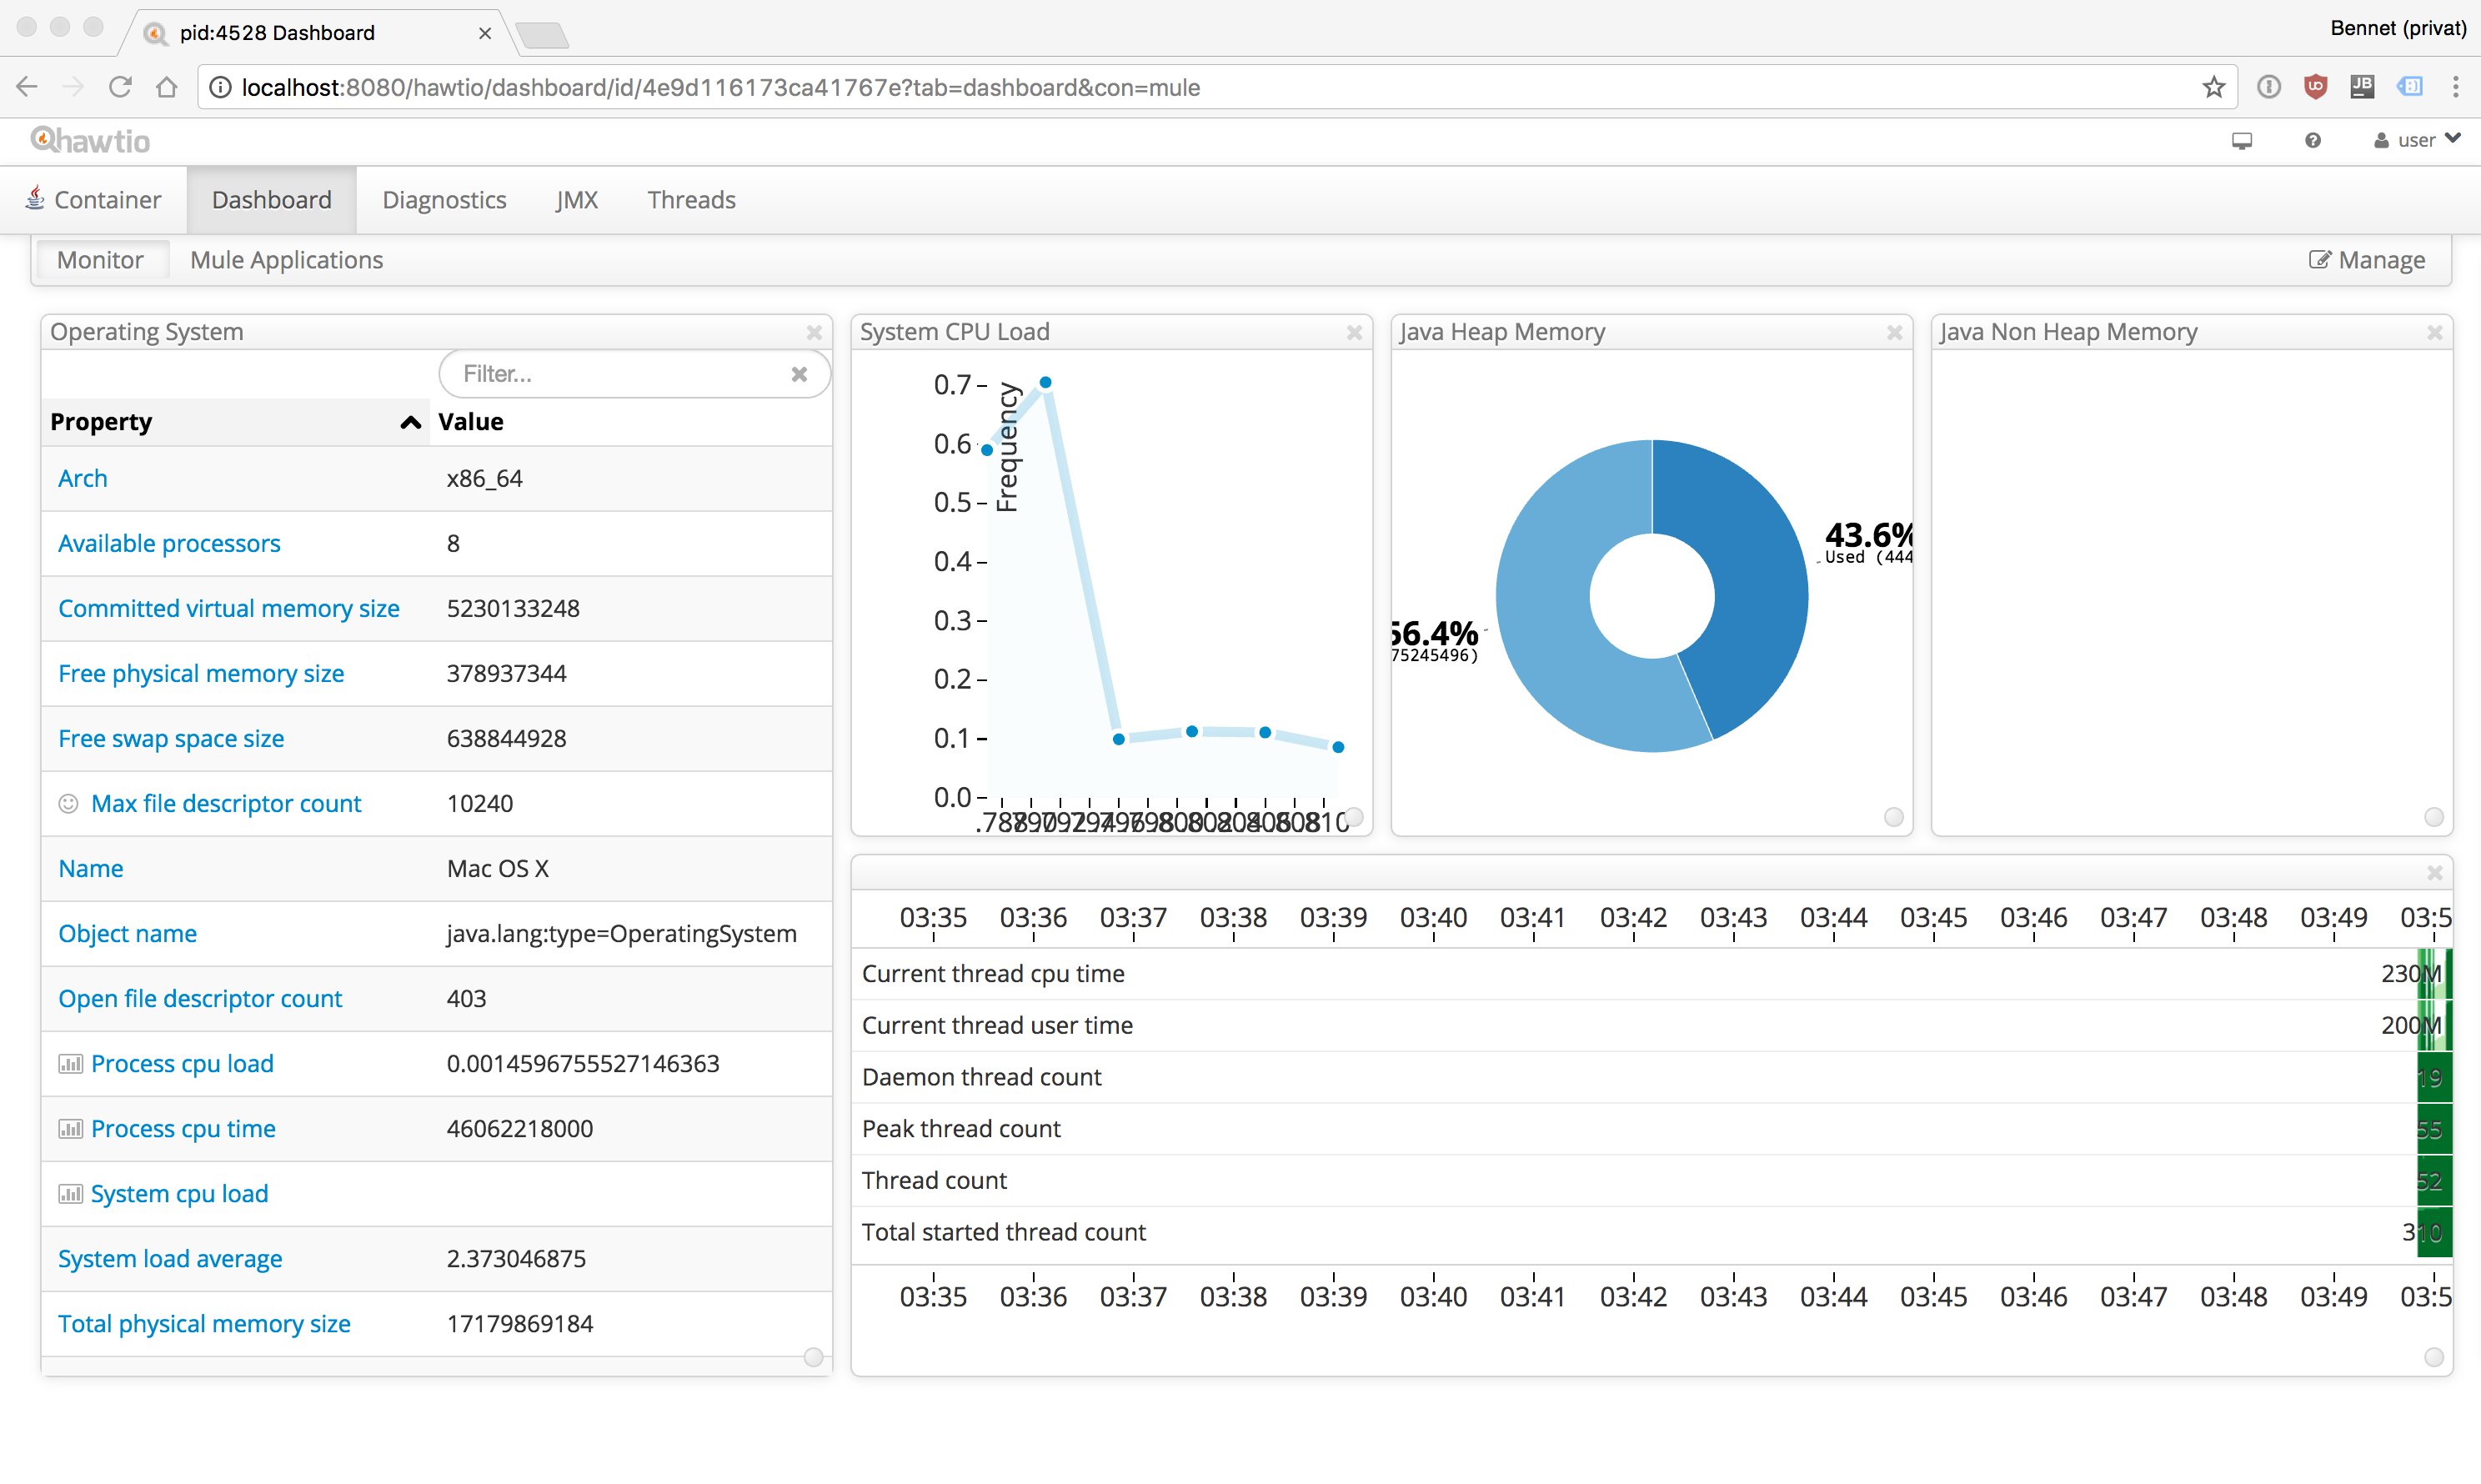 pid:4528 Dashboard
Bennet (privat)
localhost:8080/hawtio/dashboard/id/4e9d116173ca41767e?tab=dashboard&con=mule
hawtio
user
Container Dashboard Diagnostics JMX Threads
Monitor Mule Applications Manage
Operating System
Filter...
Property Value
Arch x86_64
Available processors 8
Committed virtual memory size 5230133248
Free physical memory size 378937344
Free swap space size 638844928
Max file descriptor count 10240
Name Mac OS X
Object name java.lang:type=OperatingSystem
Open file descriptor count 403
Process cpu load 0.0014596755527146363
Process cpu time 46062218000
System cpu load
System load average 2.373046875
Total physical memory size 17179869184
System CPU Load
Frequency
0.7
0.6
0.5
0.4
0.3
0.2
0.1
0.0
Java Heap Memory
43.6%
Used (444
56.4%
75245496)
Java Non Heap Memory
03:35 03:36 03:37 03:38 03:39 03:40 03:41 03:42 03:43 03:44 03:45 03:46 03:47 03:48 03:49 03:5
Current thread cpu time 230M
Current thread user time 200M
Daemon thread count 19
Peak thread count 55
Thread count 52
Total started thread count 310
03:35 03:36 03:37 03:38 03:39 03:40 03:41 03:42 03:43 03:44 03:45 03:46 03:47 03:48 03:49 03:5